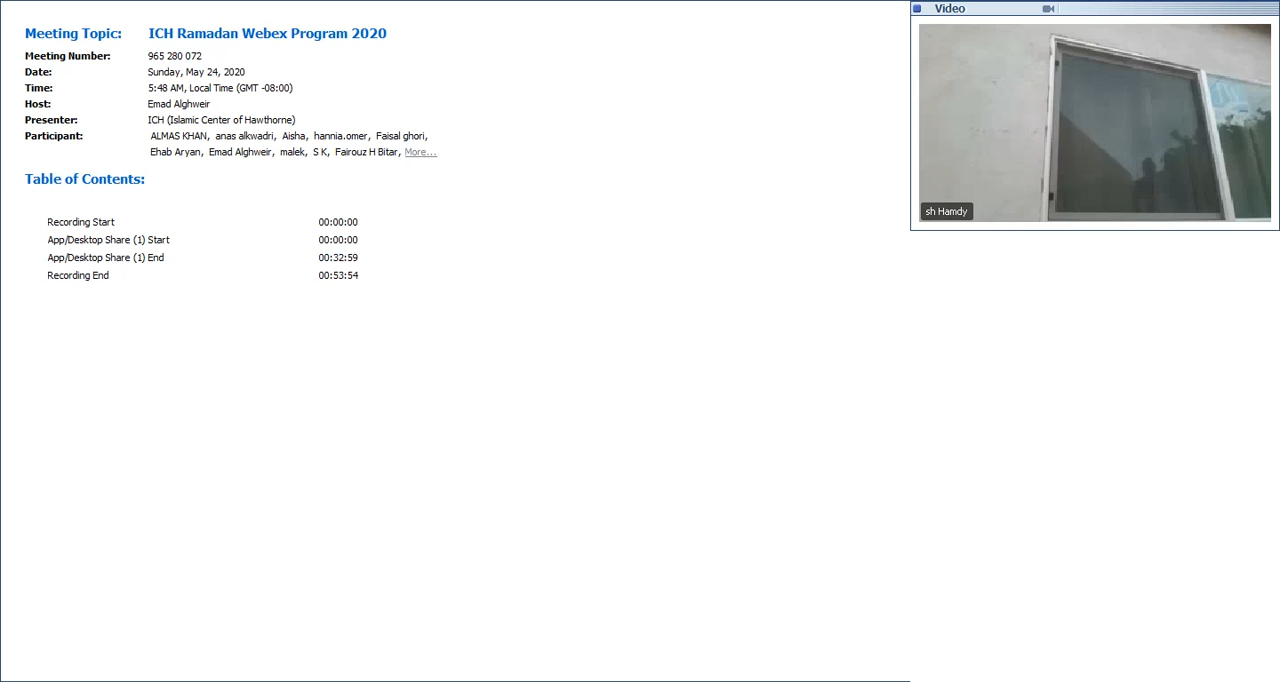 Meeting Topic: ICH Ramadan Webex Program 2020
Meeting Number: 965 280 072
Date: Sunday, May 24, 2020
Time: 5:48 AM, Local Time (GMT -08:00)
Host: Emad Alghweir
Presenter: ICH (Islamic Center of Hawthorne)
Participant: ALMAS KHAN, anas alkwadri, Aisha, hannia.omer, Faisal ghori,
Ehab Aryan, Emad Alghweir, malek, S K, Fairouz H Bitar, More...
Table of Contents:
Recording Start 00:00:00
App/Desktop Share (1) Start 00:00:00
App/Desktop Share (1) End 00:32:59
Recording End 00:53:54
Video
sh Hamdy